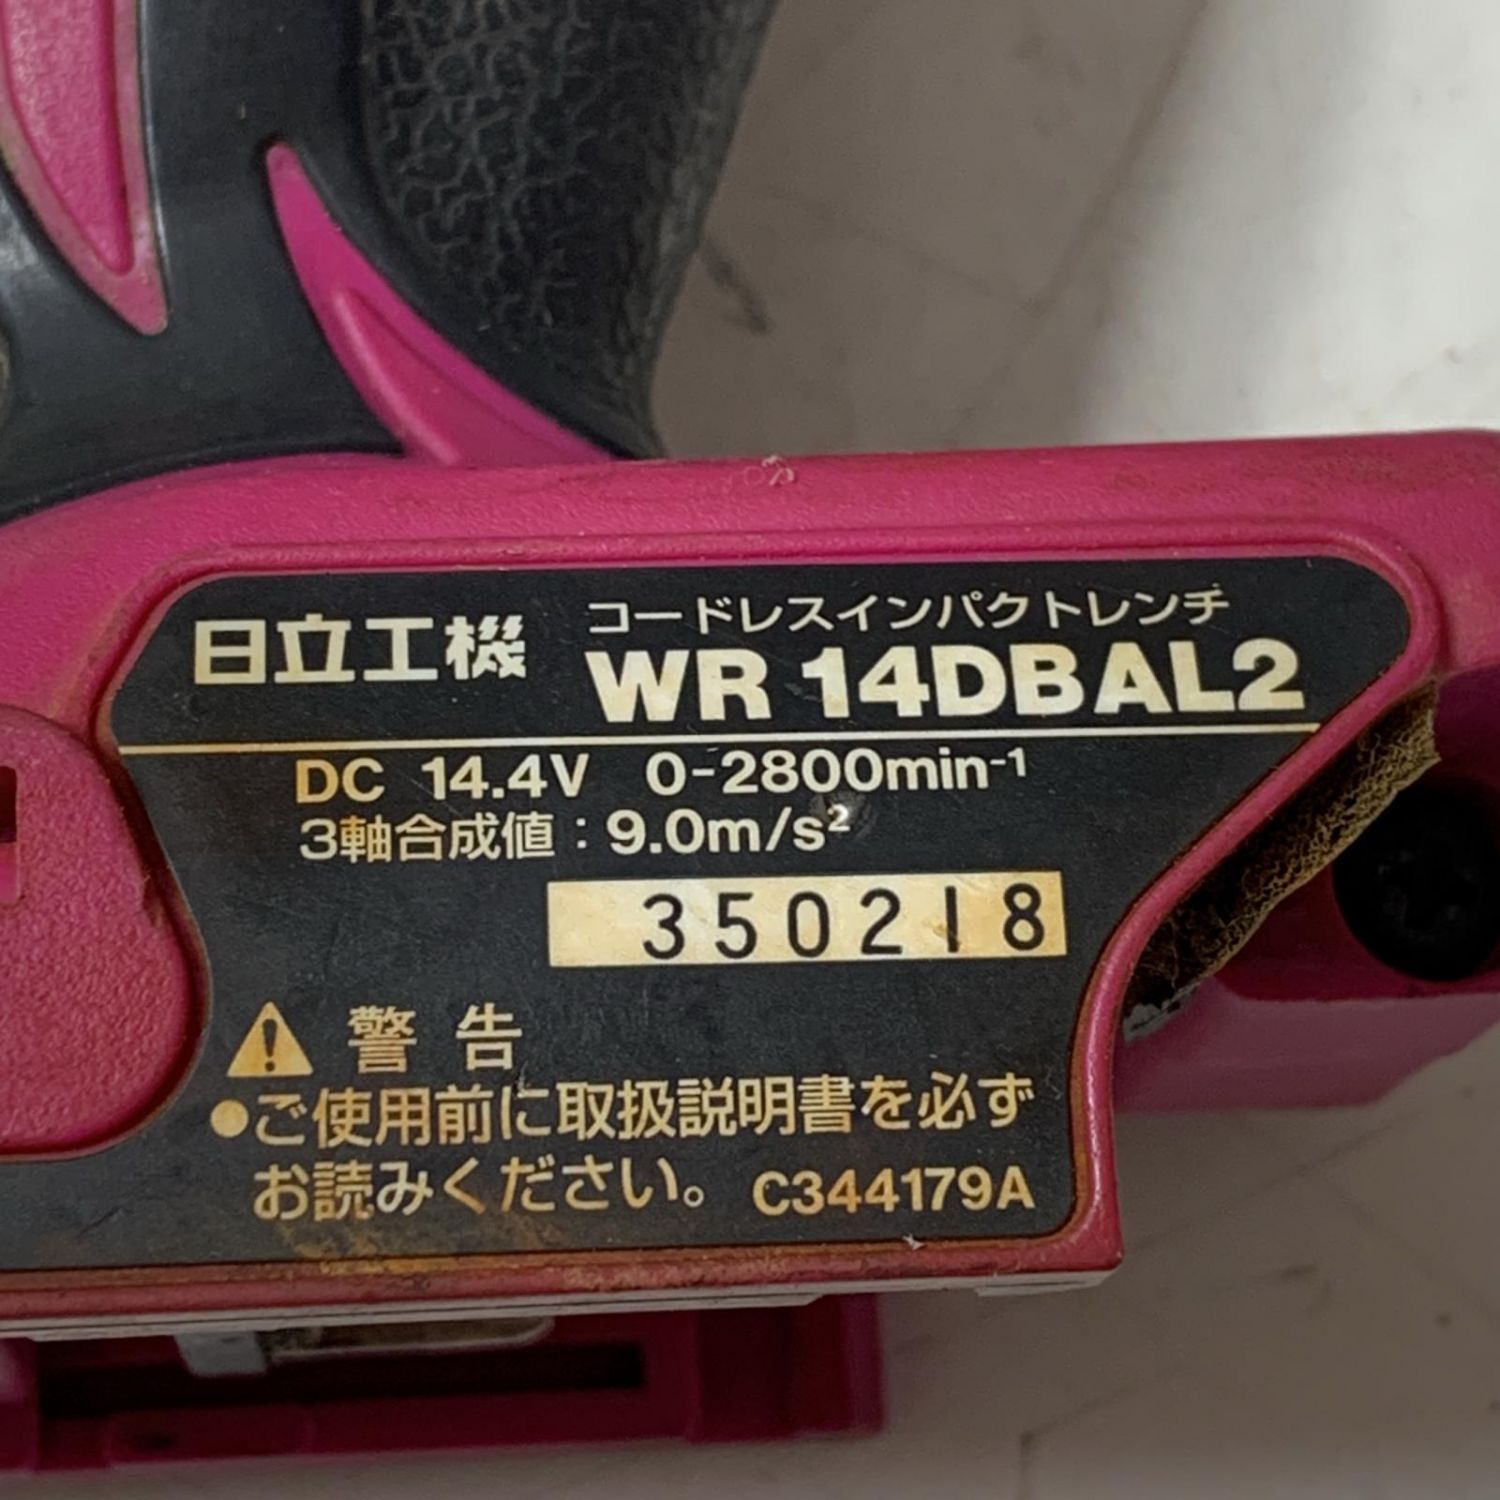 日立工機 コードレスインパクトレンチ
WR 14DBAL2
DC 14.4V 0-2800min⁻¹
3軸合成値：9.0m/s²
350218
警告
●ご使用前に取扱説明書を必ず
お読みください。 C344179A